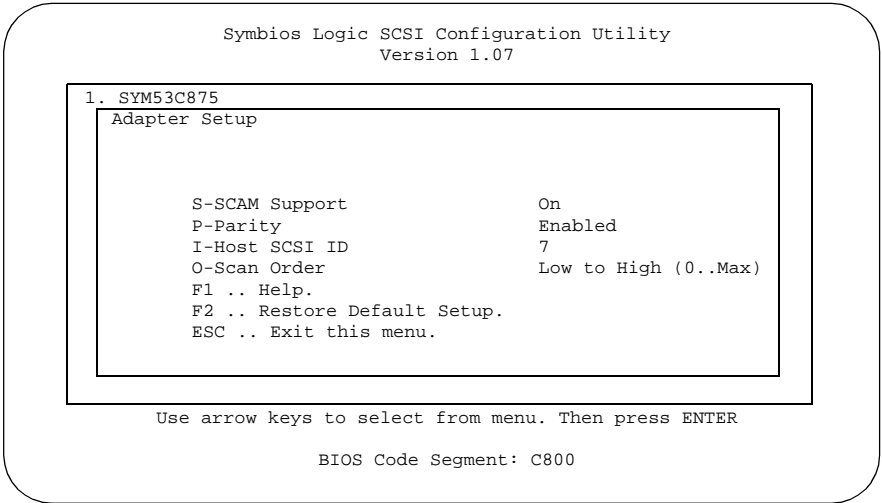 Symbios Logic SCSI Configuration Utility
Version 1.07
1. SYM53C875
Adapter Setup
S-SCAM Support On
P-Parity Enabled
I-Host SCSI ID 7
O-Scan Order Low to High (0..Max)
F1 .. Help.
F2 .. Restore Default Setup.
ESC .. Exit this menu.
Use arrow keys to select from menu. Then press ENTER
BIOS Code Segment: C800